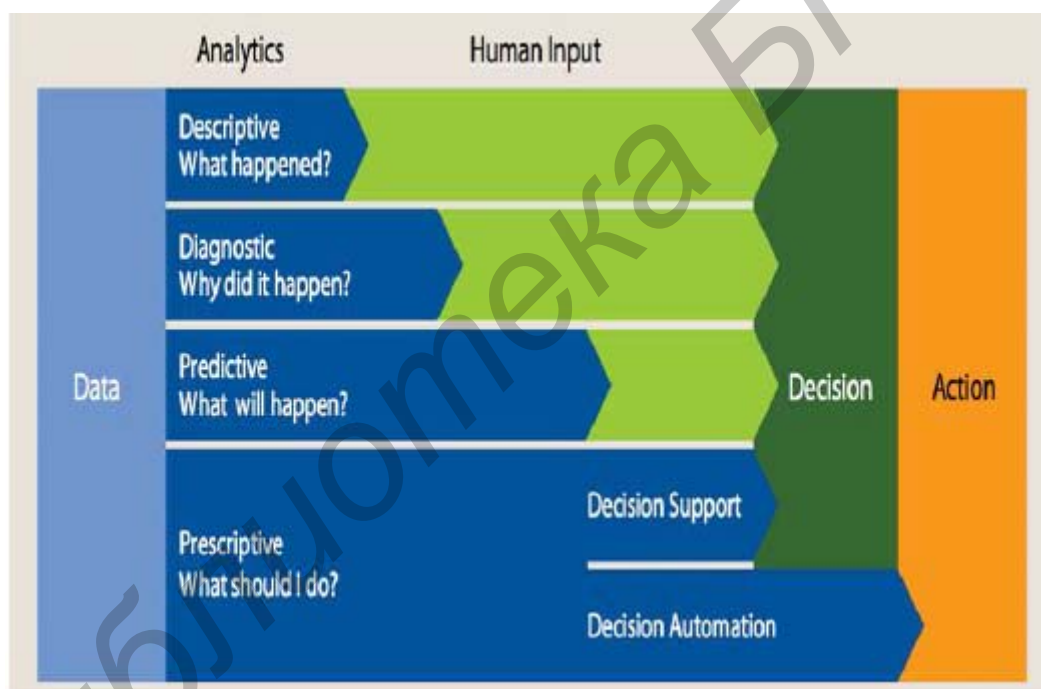 Analytics
Human Input
Descriptive
What happened?
Diagnostic
Why did it happen?
Predictive
What will happen?
Data
Decision
Action
Decision Support
Prescriptive
What should I do?
Decision Automation